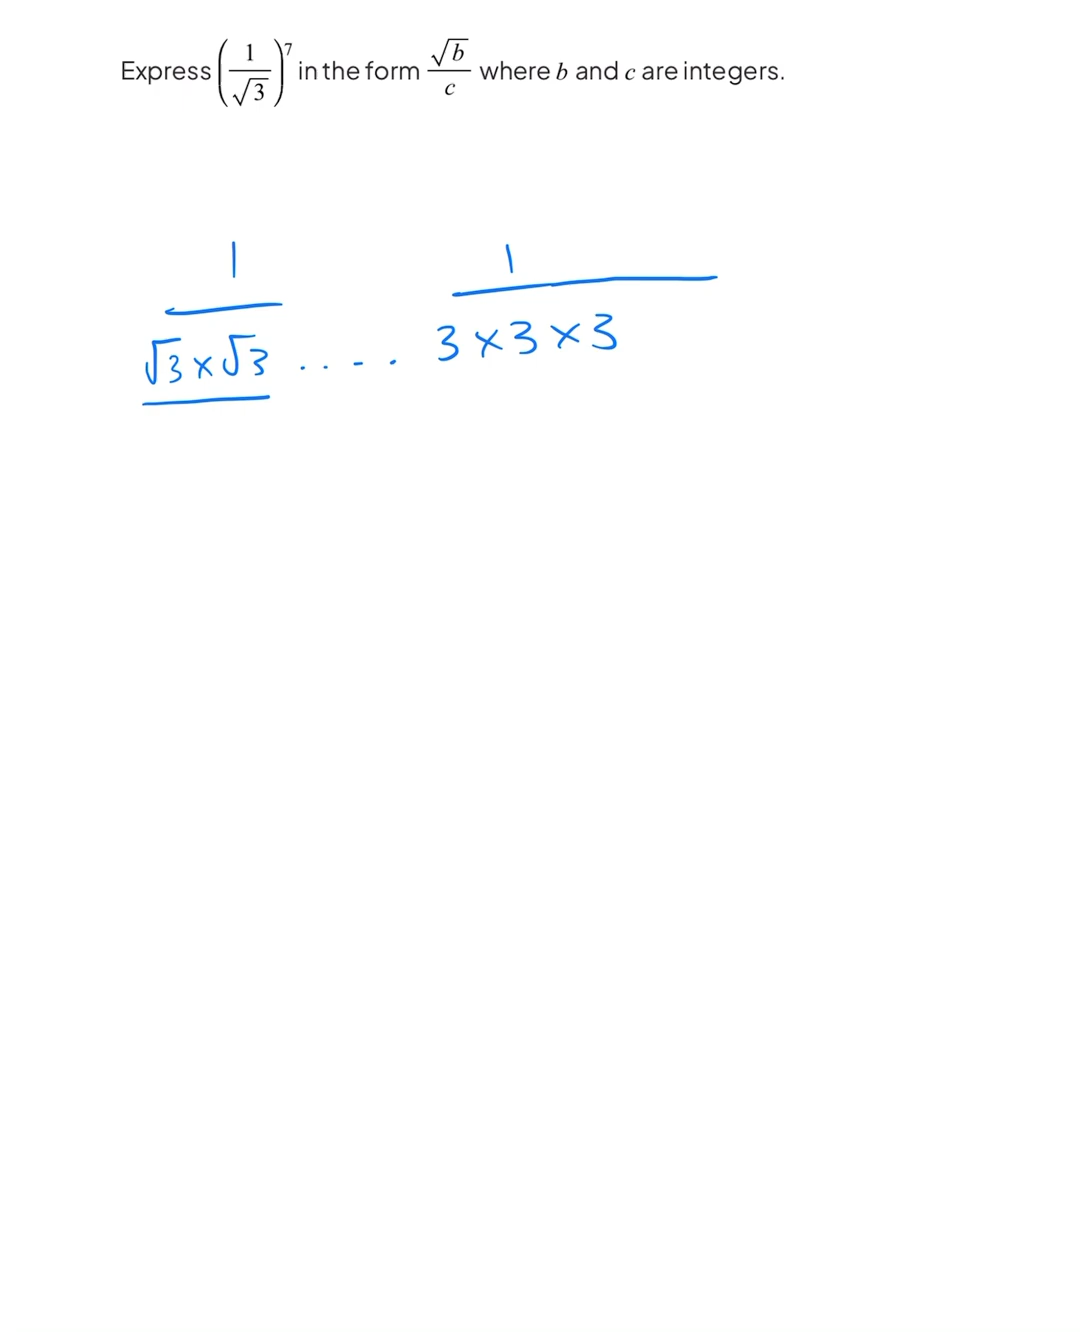 Express (1/√3)^7 in the form √b/c where b and c are integers.
1/(√3 × √3 ....) 1/(3 × 3 × 3)